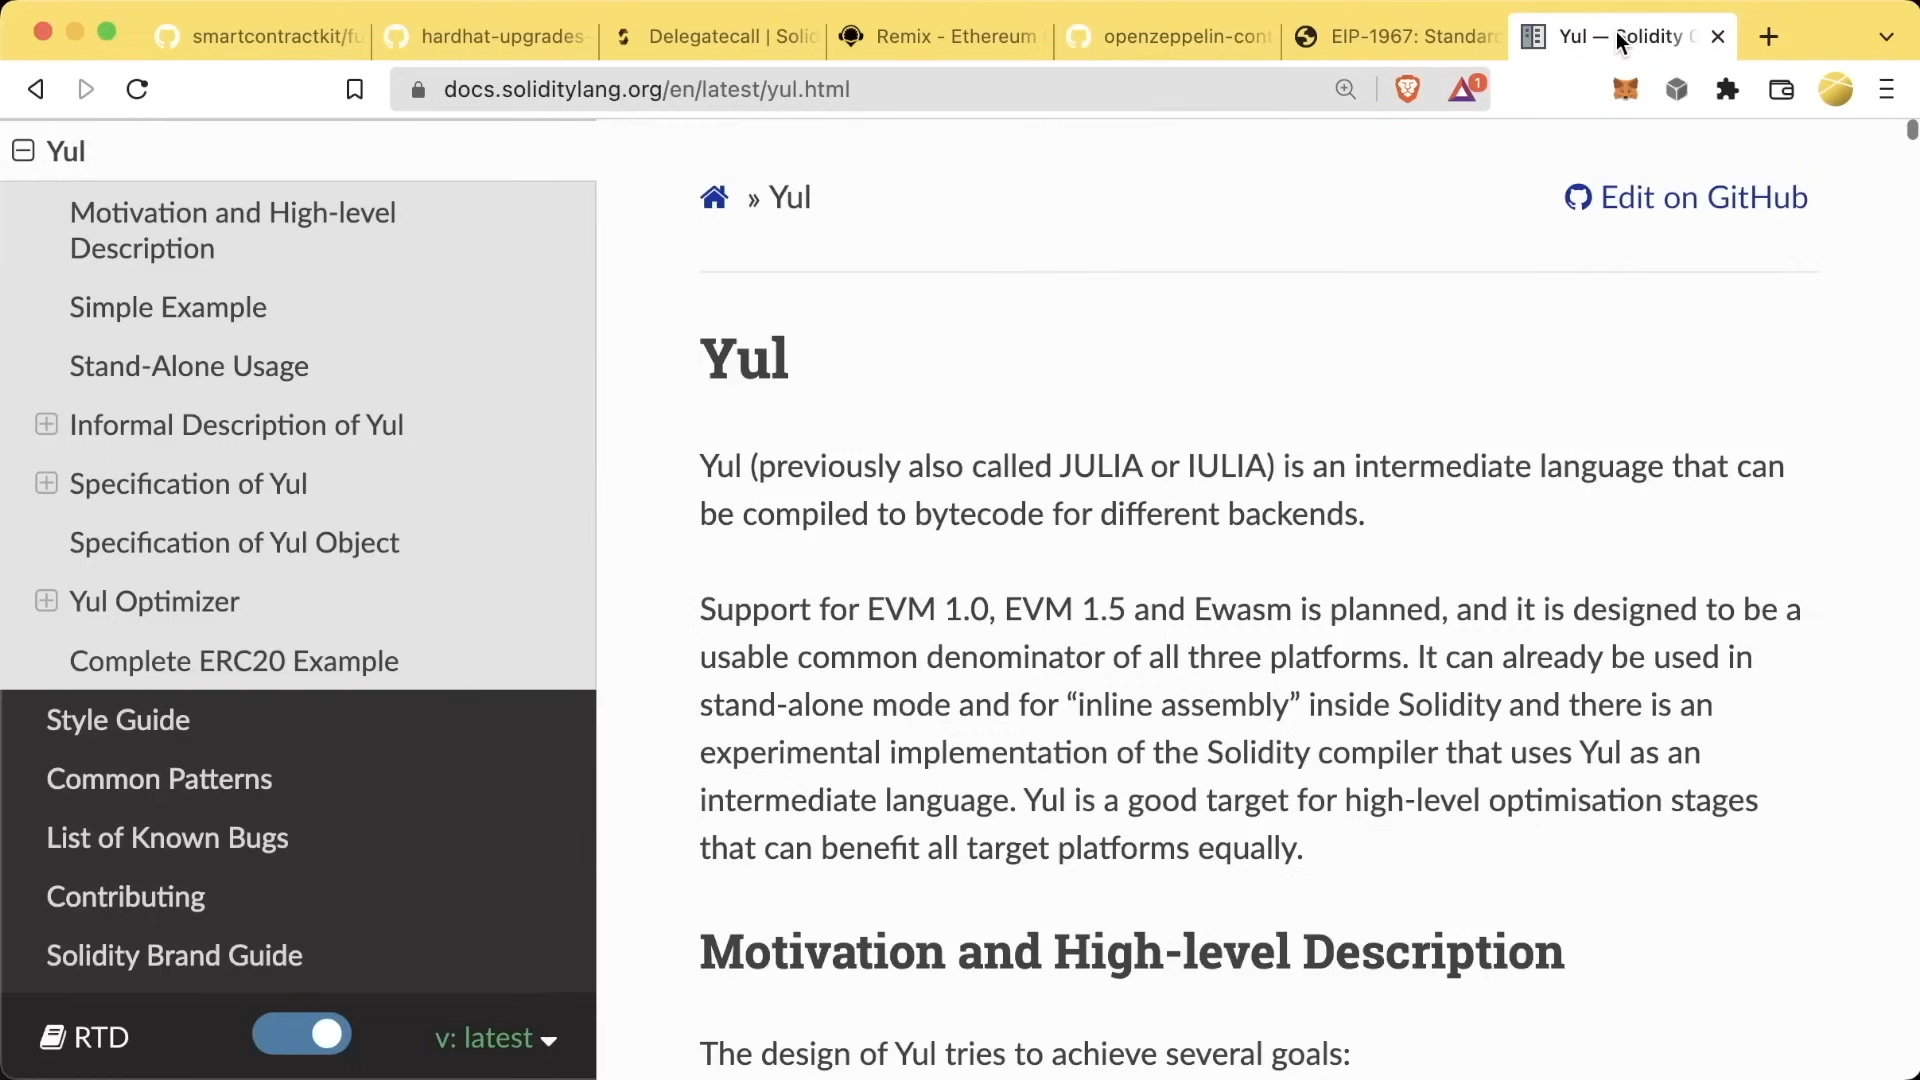 smartcontractkit/fu
hardhat-upgrades-
Delegatecall | Solid
Remix - Ethereum
openzeppelin-cont
EIP-1967: Standard
Yul — Solidity
docs.soliditylang.org/en/latest/yul.html
1
Yul
Motivation and High-level
Description
Simple Example
Stand-Alone Usage
Informal Description of Yul
Specification of Yul
Specification of Yul Object
Yul Optimizer
Complete ERC20 Example
Style Guide
Common Patterns
List of Known Bugs
Contributing
Solidity Brand Guide
RTD
v: latest
» Yul
Edit on GitHub
Yul
Yul (previously also called JULIA or IULIA) is an intermediate language that can
be compiled to bytecode for different backends.
Support for EVM 1.0, EVM 1.5 and Ewasm is planned, and it is designed to be a
usable common denominator of all three platforms. It can already be used in
stand-alone mode and for “inline assembly” inside Solidity and there is an
experimental implementation of the Solidity compiler that uses Yul as an
intermediate language. Yul is a good target for high-level optimisation stages
that can benefit all target platforms equally.
Motivation and High-level Description
The design of Yul tries to achieve several goals: